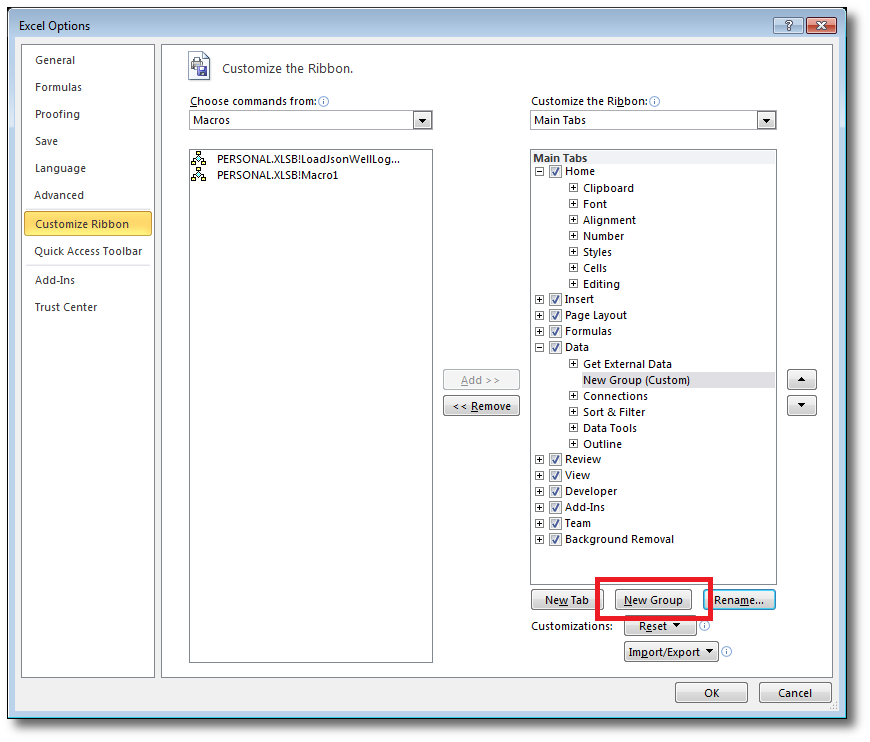 Excel Options
General
Formulas
Proofing
Save
Language
Advanced
Customize Ribbon
Quick Access Toolbar
Add-Ins
Trust Center
Customize the Ribbon.
Choose commands from:
Macros
PERSONAL.XLSB!LoadJsonWellLog...
PERSONAL.XLSB!Macro1
Add >>
<< Remove
Customize the Ribbon:
Main Tabs
Main Tabs
Home
Clipboard
Font
Alignment
Number
Styles
Cells
Editing
Insert
Page Layout
Formulas
Data
Get External Data
New Group (Custom)
Connections
Sort & Filter
Data Tools
Outline
Review
View
Developer
Add-Ins
Team
Background Removal
New Tab New Group Rename...
Customizations: Reset
Import/Export
OK Cancel